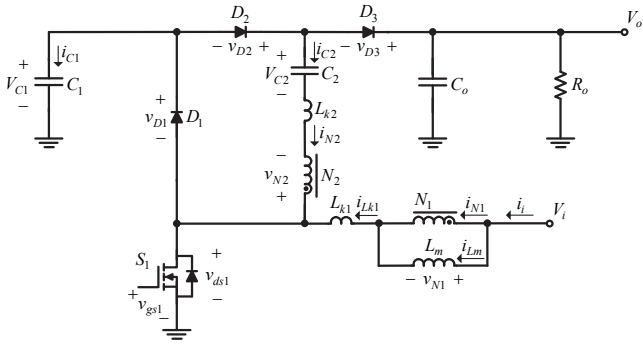 D2 D3 Vo
− vD2 + − vD3 +
iC1 + iC2
+ VC1 − C1
VC2 C2 −
Co Ro
Lk2
+ vD1 − D1
iN2
− vN2 + N2
Lk1 iLk1 N1 iN1 ii Vi
Lm iLm
− vN1 +
S1
+ vds1 −
+ vgs1 −